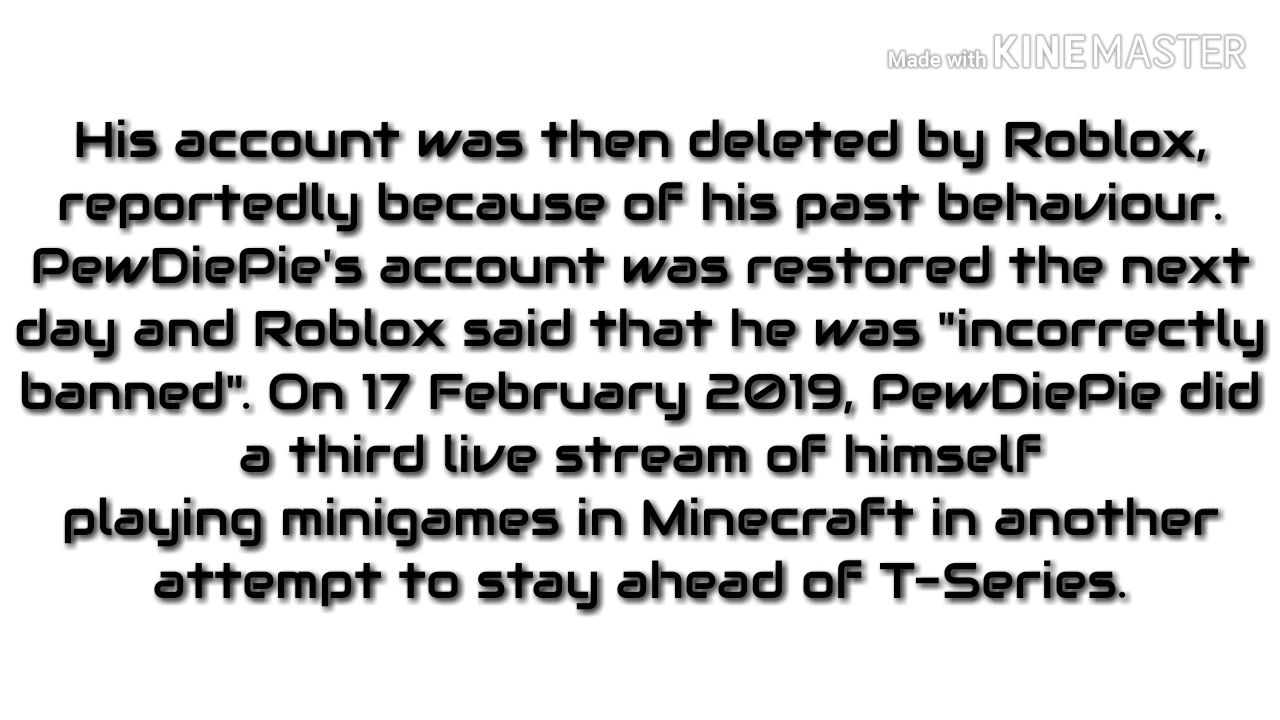 Made with KINEMASTER
His account was then deleted by Roblox,
reportedly because of his past behaviour.
PewDiePie's account was restored the next
day and Roblox said that he was "incorrectly
banned". On 17 February 2019, PewDiePie did
a third live stream of himself
playing minigames in Minecraft in another
attempt to stay ahead of T-Series.